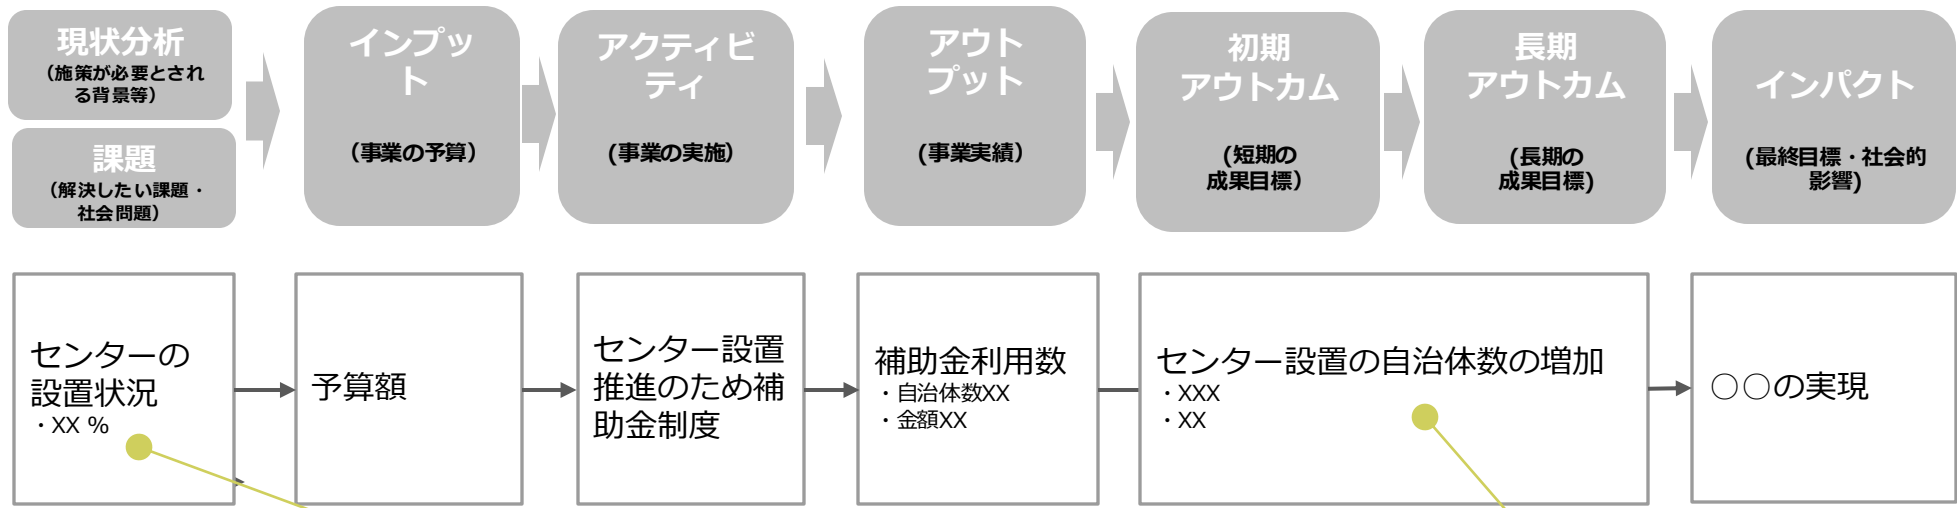 現状分析
（施策が必要とされ
る背景等）
課題
（解決したい課題・
社会問題）
インプッ
ト
（事業の予算）
アクティビ
ティ
(事業の実施）
アウト
プット
(事業実績）
初期
アウトカム
(短期の
成果目標）
長期
アウトカム
(長期の
成果目標)
インパクト
(最終目標・社会的
影響)
センターの
設置状況
・XX %
予算額
センター設置
推進のため補
助金制度
補助金利用数
・自治体数XX
・金額XX
センター設置の自治体数の増加
・XXX
・XX
○○の実現